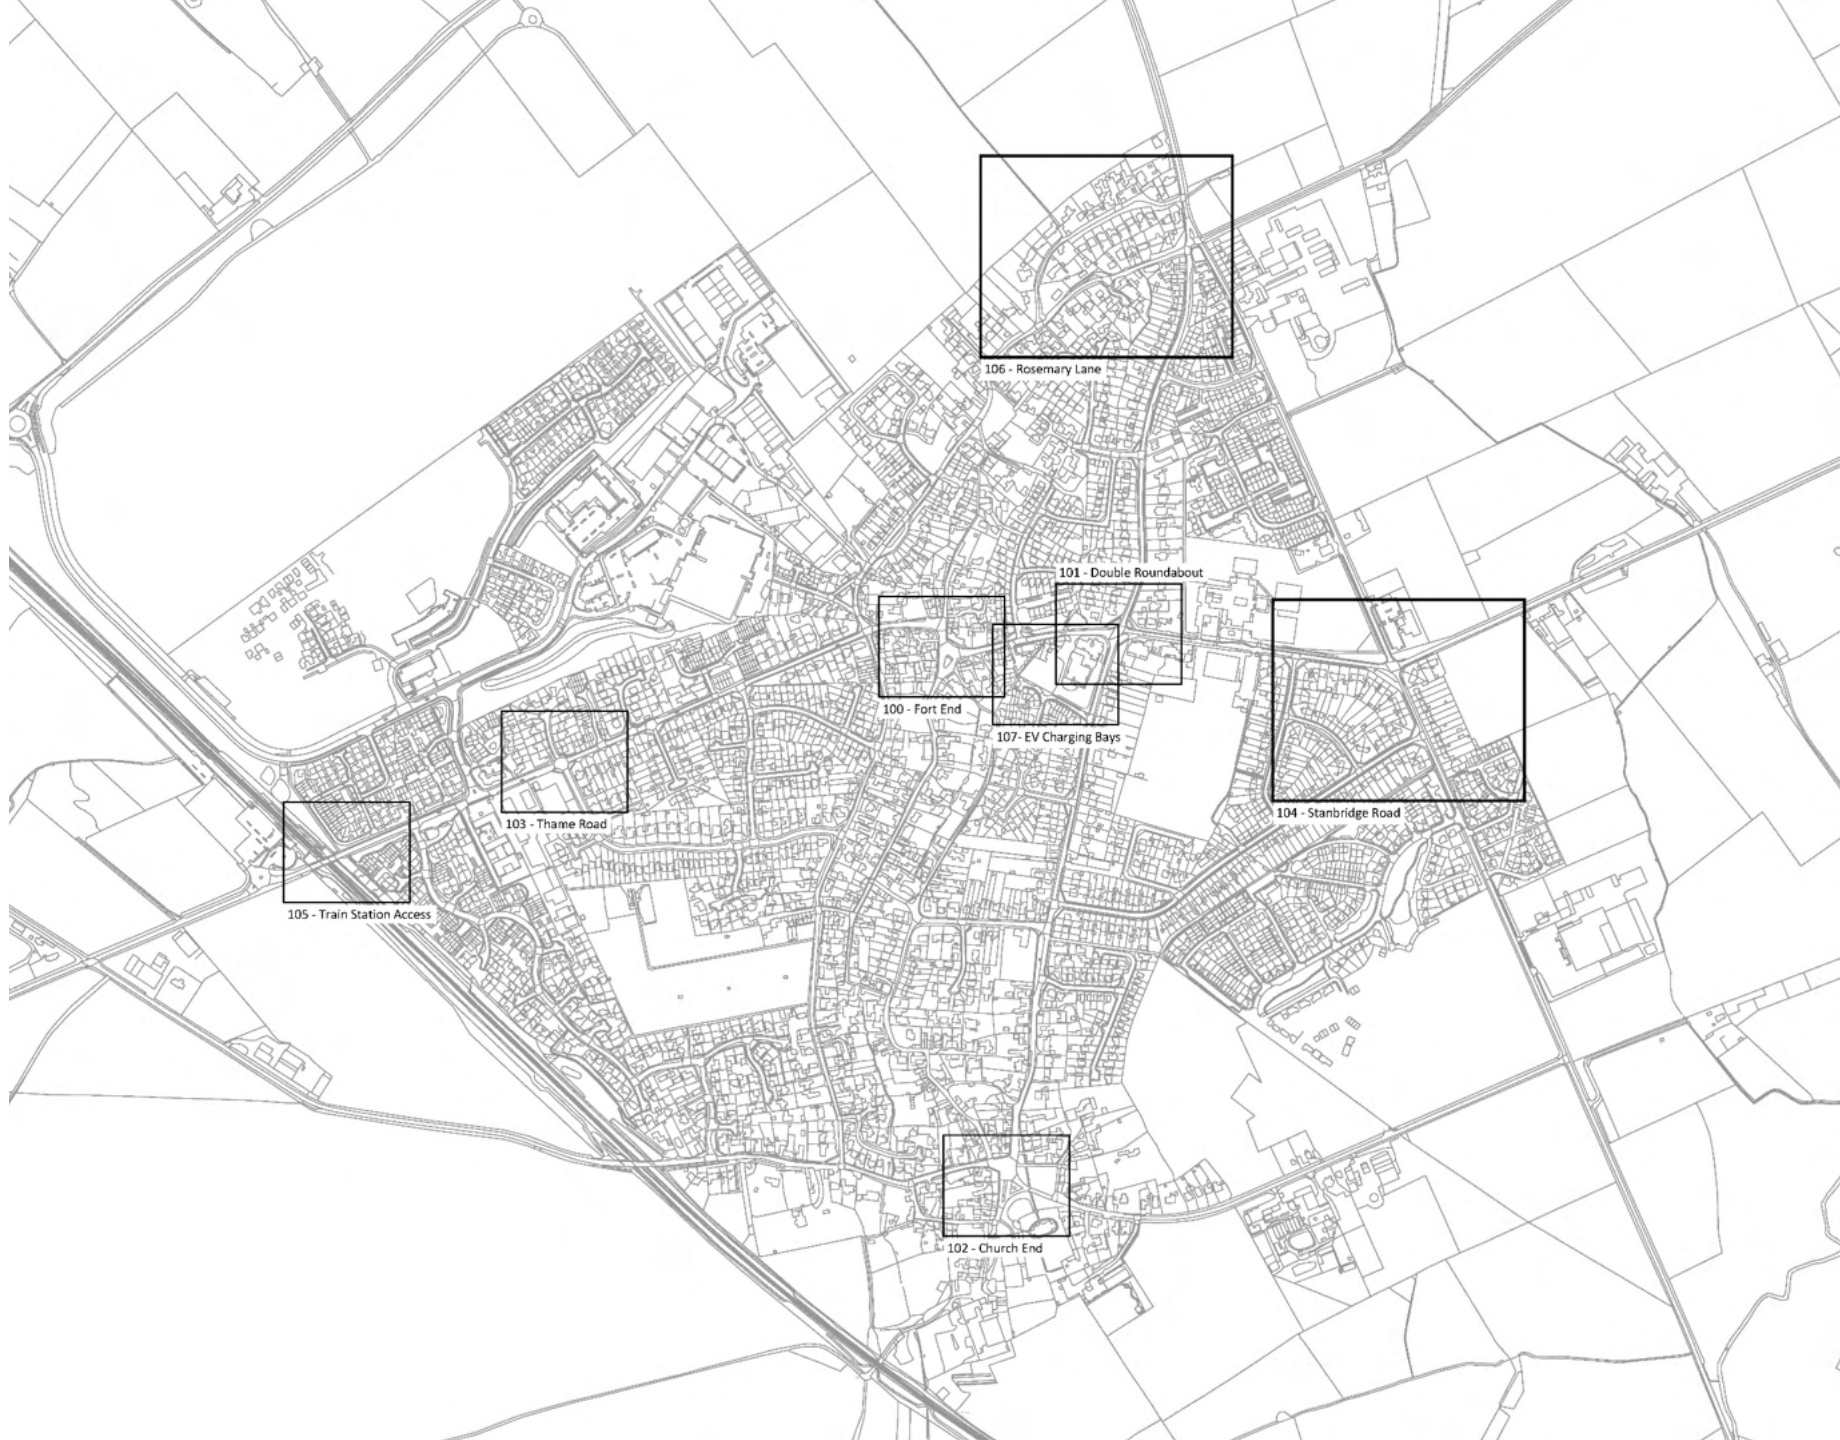 106 - Rosemary Lane
101 - Double Roundabout
100 - Fort End
107- EV Charging Bays
104 - Stanbridge Road
103 - Thame Road
105 - Train Station Access
102 - Church End